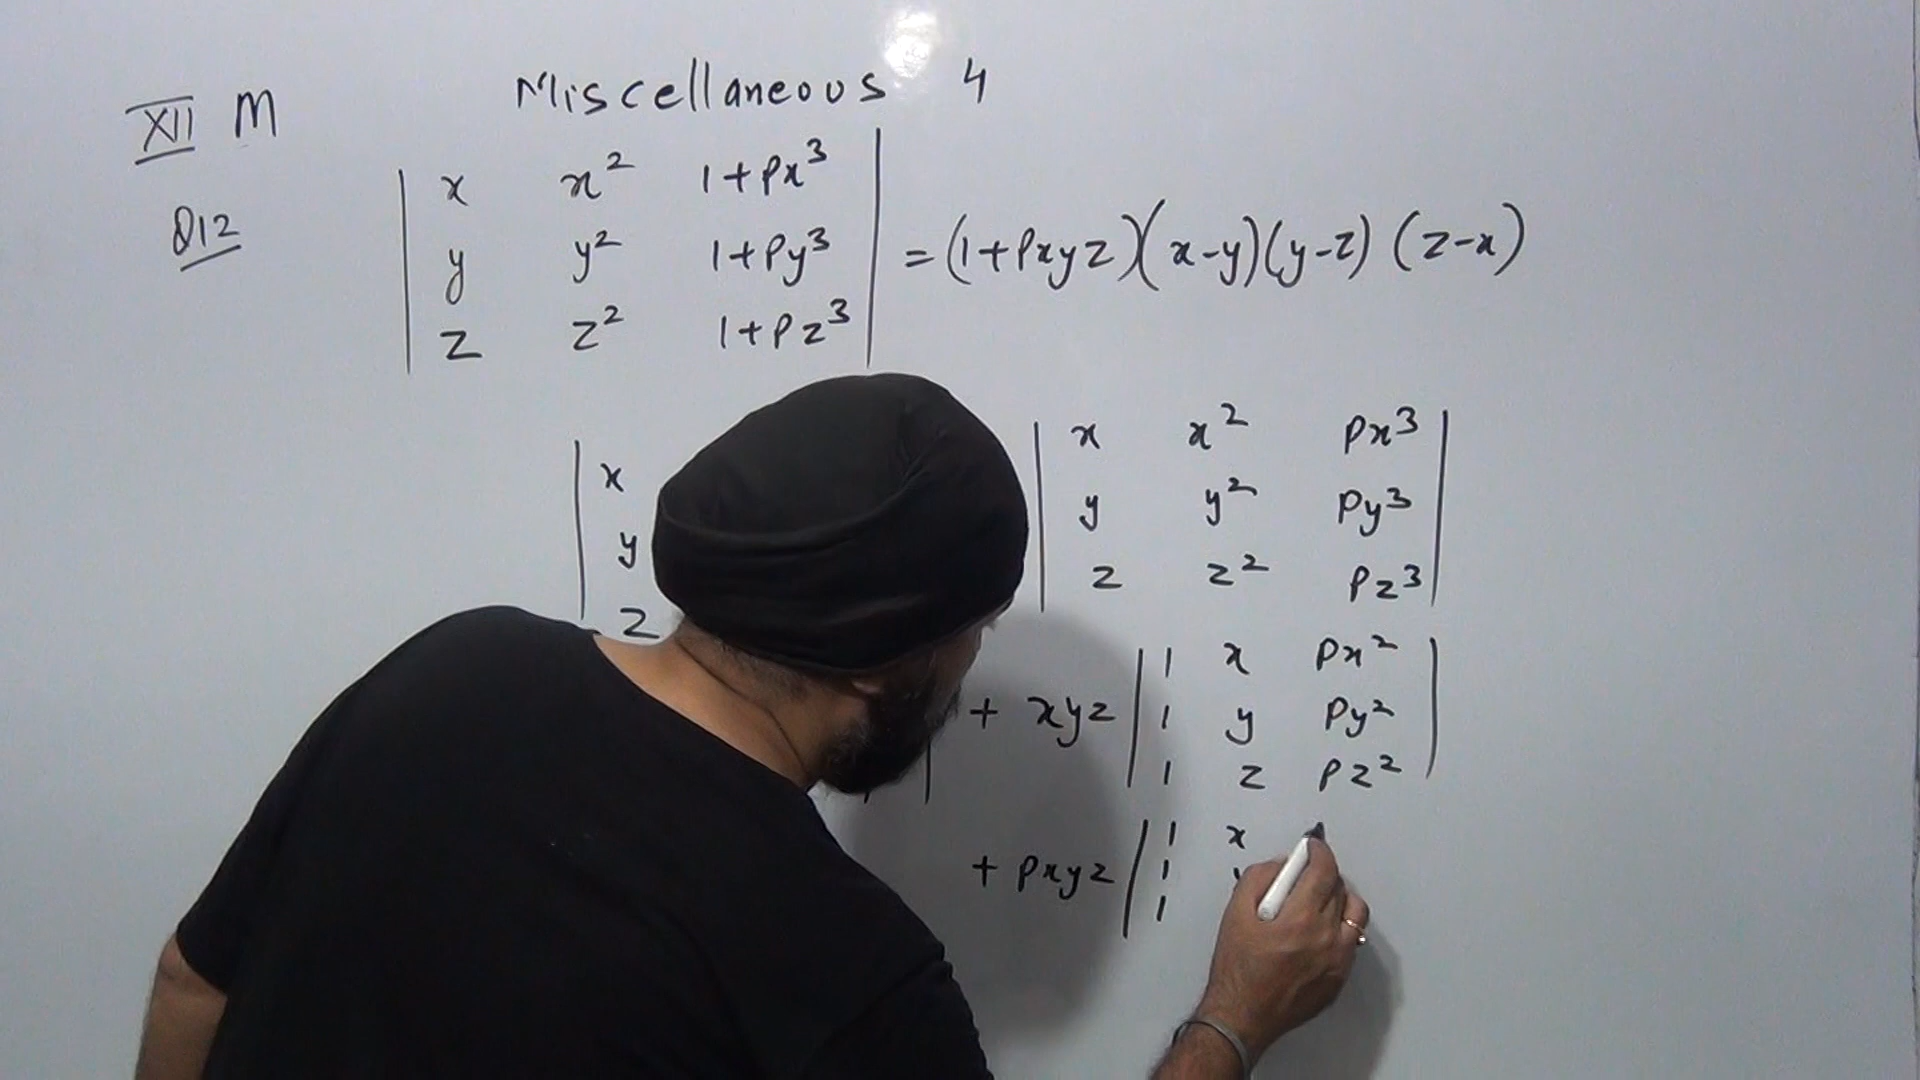 XII M Miscellaneous 4
Q12
| x x² 1+px³ |
| y y² 1+py³ | = (1+pxyz)(x-y)(y-z) (z-x)
| z z² 1+pz³ |
| x | x x² px³ |
| y | y y² py³ |
| z | z z² pz³ |
| 1 x px² |
+ xyz | 1 y py² |
| 1 z pz² |
| 1 x
+ pxyz | 1
| 1